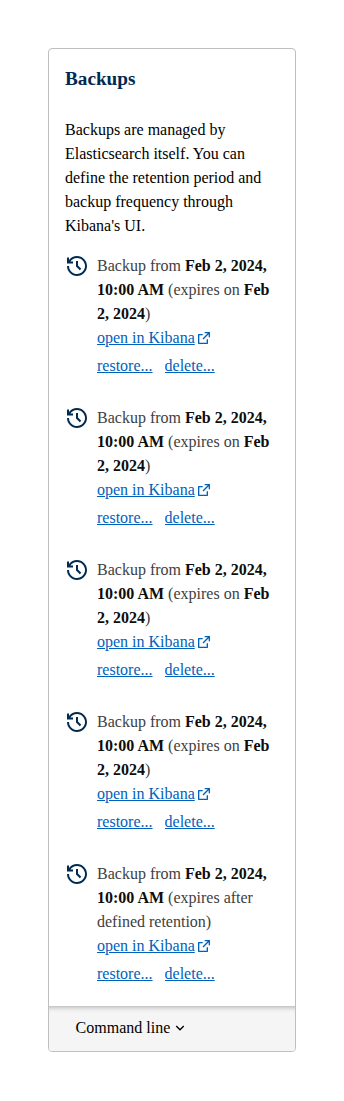 Backups
Backups are managed by
Elasticsearch itself. You can
define the retention period and
backup frequency through
Kibana's UI.
Backup from Feb 2, 2024,
10:00 AM (expires on Feb
2, 2024)
open in Kibana
restore... delete...
Backup from Feb 2, 2024,
10:00 AM (expires on Feb
2, 2024)
open in Kibana
restore... delete...
Backup from Feb 2, 2024,
10:00 AM (expires on Feb
2, 2024)
open in Kibana
restore... delete...
Backup from Feb 2, 2024,
10:00 AM (expires on Feb
2, 2024)
open in Kibana
restore... delete...
Backup from Feb 2, 2024,
10:00 AM (expires after
defined retention)
open in Kibana
restore... delete...
Command line